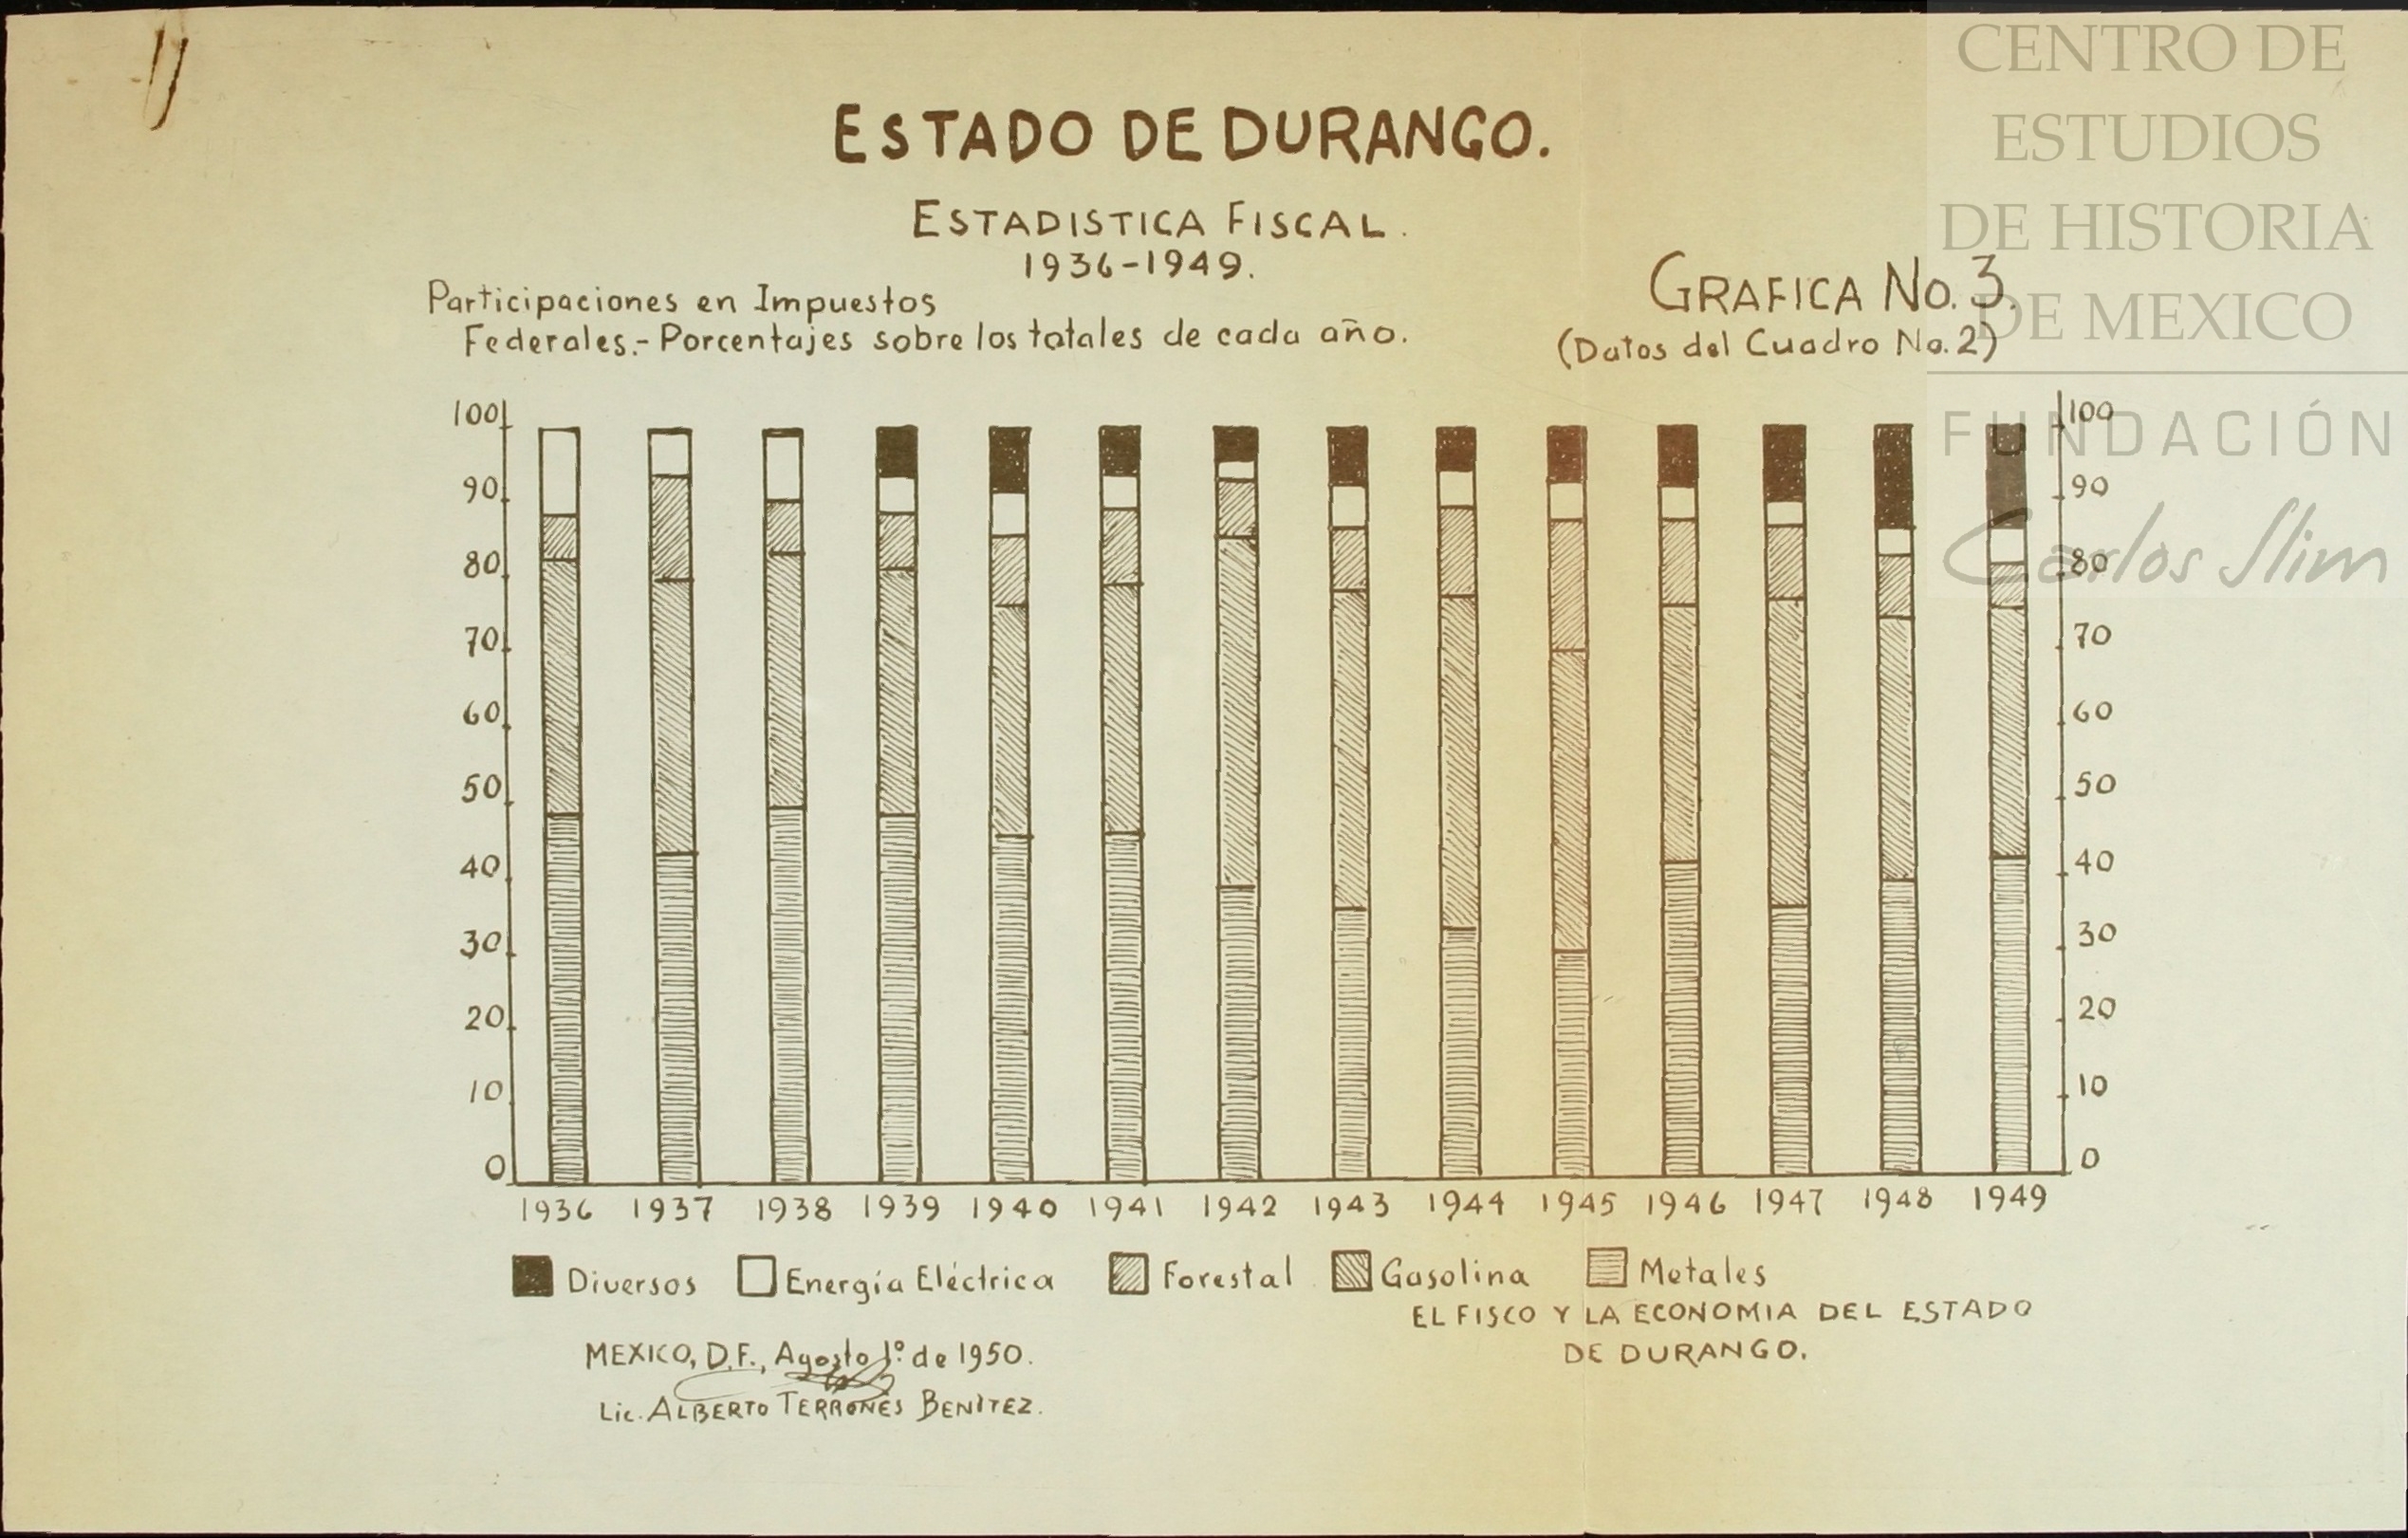 CENTRO DE
ESTUDIOS
DE HISTORIA
DE MEXICO
FUNDACIÓN
Carlos Slim
ESTADO DE DURANGO.
ESTADISTICA FISCAL.
1936-1949.
Participaciones en Impuestos
Federales.- Porcentajes sobre los totales de cada año.
GRAFICA No. 3.
(Datos del Cuadro No. 2)
100 100
90 90
80 80
70 70
60 60
50 50
40 40
30 30
20 20
10 10
0 0
1936 1937 1938 1939 1940 1941 1942 1943 1944 1945 1946 1947 1948 1949
Diversos Energía Eléctrica Forestal Gasolina Metales
EL FISCO Y LA ECONOMIA DEL ESTADO
DE DURANGO.
MEXICO, D.F., Agosto 1º de 1950.
Lic. ALBERTO TERRONES BENITEZ.